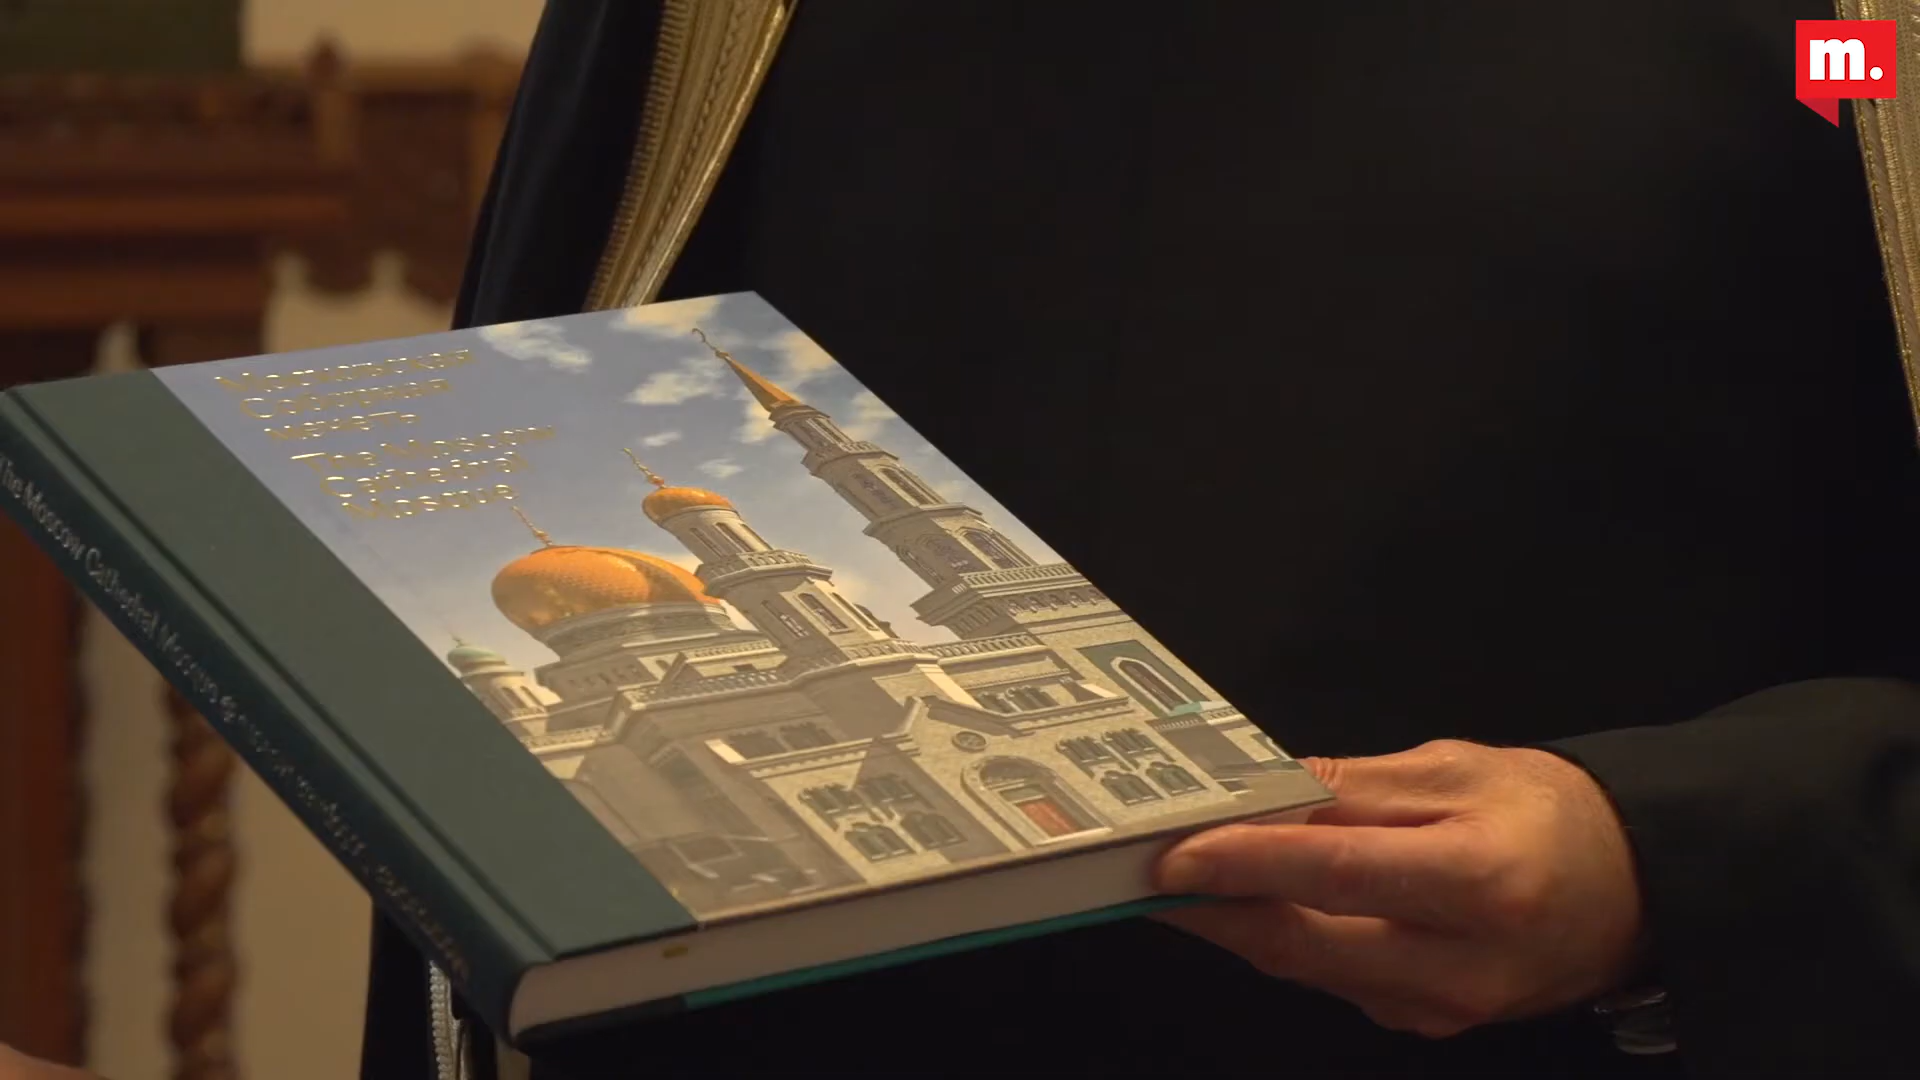 m.
Московская
Соборная
мечеть
The Moscow
Cathedral
Mosque
The Moscow Cathedral Mosque